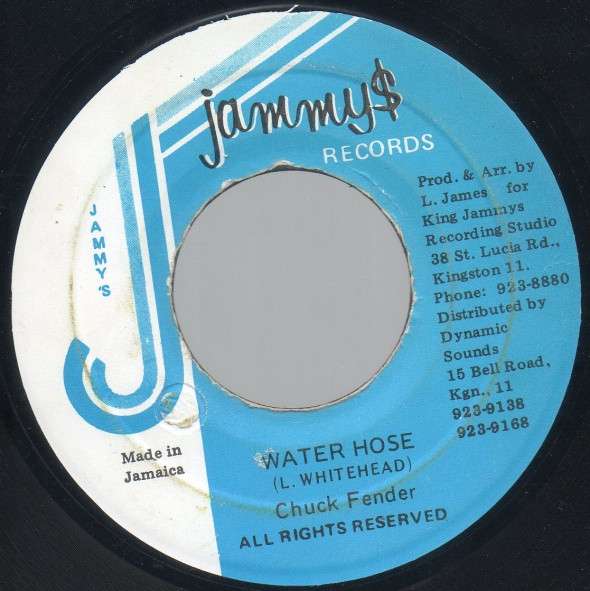 jammy$
RECORDS
JAMMY'S
Prod. & Arr. by
L. James for
King Jammys
Recording Studio
38 St. Lucia Rd.,
Kingston 11.
Phone: 923-8880
Distributed by
Dynamic
Sounds
15 Bell Road,
Kgn., 11
923-9138
923-9168
Made in
Jamaica
WATER HOSE
(L. WHITEHEAD)
Chuck Fender
ALL RIGHTS RESERVED